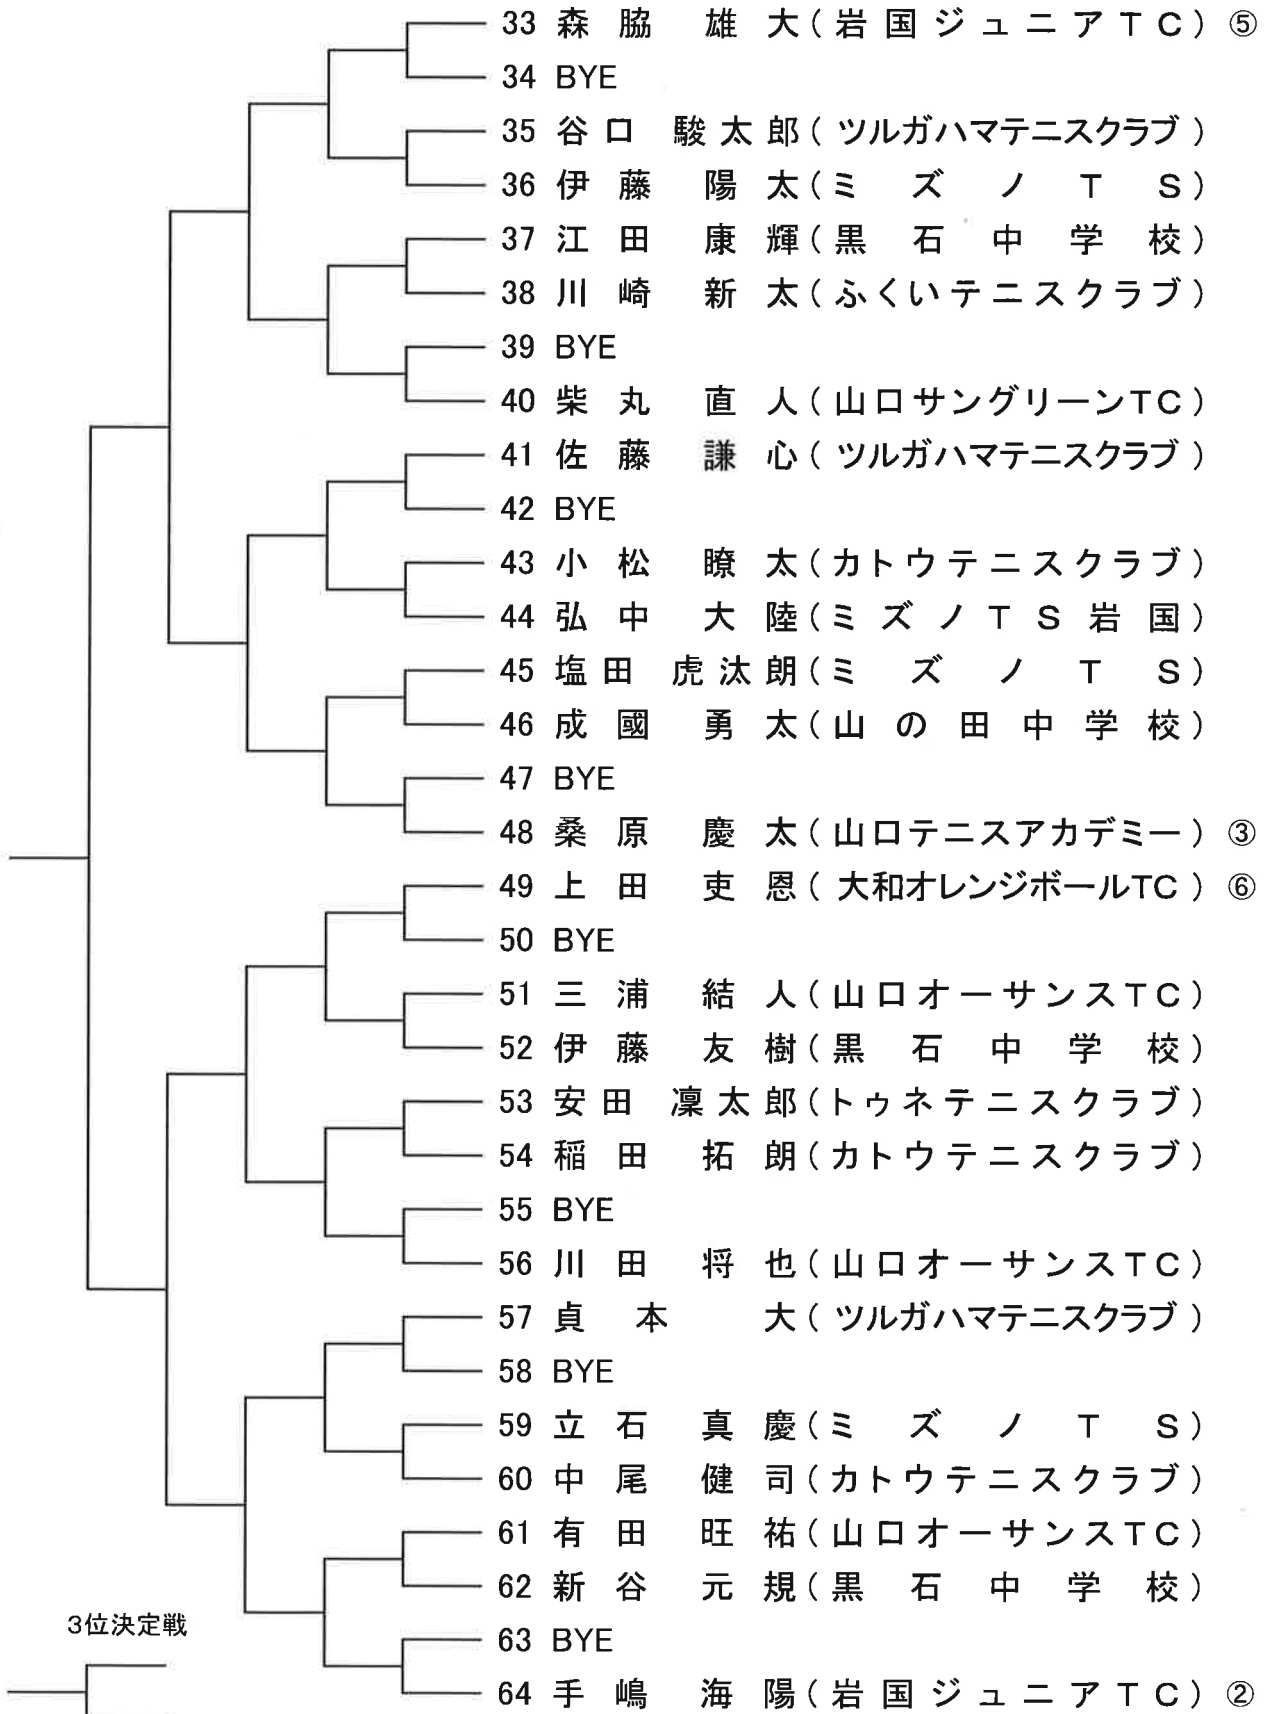 33 森脇 雄大(岩国ジュニアTC) ⑤
34 BYE
35 谷口 駿太郎(ツルガハマテニスクラブ)
36 伊藤 陽太(ミズノTS)
37 江田 康輝(黒石中学校)
38 川崎 新太(ふくいテニスクラブ)
39 BYE
40 柴丸 直人(山口サングリーンTC)
41 佐藤 謙心(ツルガハマテニスクラブ)
42 BYE
43 小松 瞭太(カトウテニスクラブ)
44 弘中 大陸(ミズノTS岩国)
45 塩田 虎汰朗(ミズノTS)
46 成國 勇太(山の田中学校)
47 BYE
48 桑原 慶太(山口テニスアカデミー) ③
49 上田 吏恩(大和オレンジボールTC) ⑥
50 BYE
51 三浦 結人(山口オーサンスTC)
52 伊藤 友樹(黒石中学校)
53 安田 凜太郎(トゥネテニスクラブ)
54 稲田 拓朗(カトウテニスクラブ)
55 BYE
56 川田 将也(山口オーサンスTC)
57 貞本 大(ツルガハマテニスクラブ)
58 BYE
59 立石 真慶(ミズノTS)
60 中尾 健司(カトウテニスクラブ)
61 有田 旺祐(山口オーサンスTC)
62 新谷 元規(黒石中学校)
3位決定戦
63 BYE
64 手嶋 海陽(岩国ジュニアTC) ②